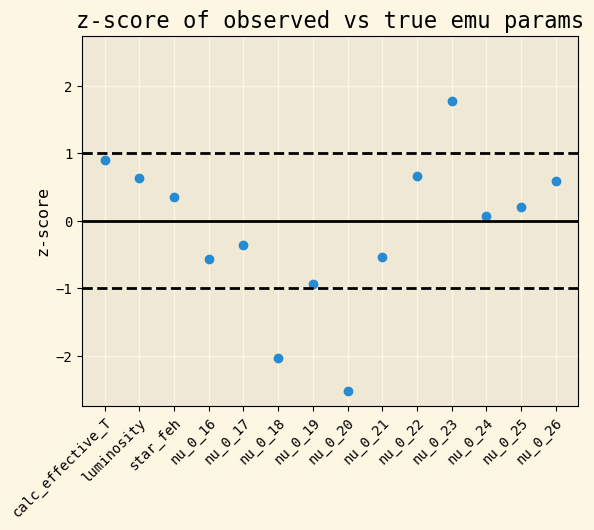 z-score of observed vs true emu params
z-score
2
1
0
−1
−2
calc_effective_T
luminosity
star_feh
nu_0_16
nu_0_17
nu_0_18
nu_0_19
nu_0_20
nu_0_21
nu_0_22
nu_0_23
nu_0_24
nu_0_25
nu_0_26